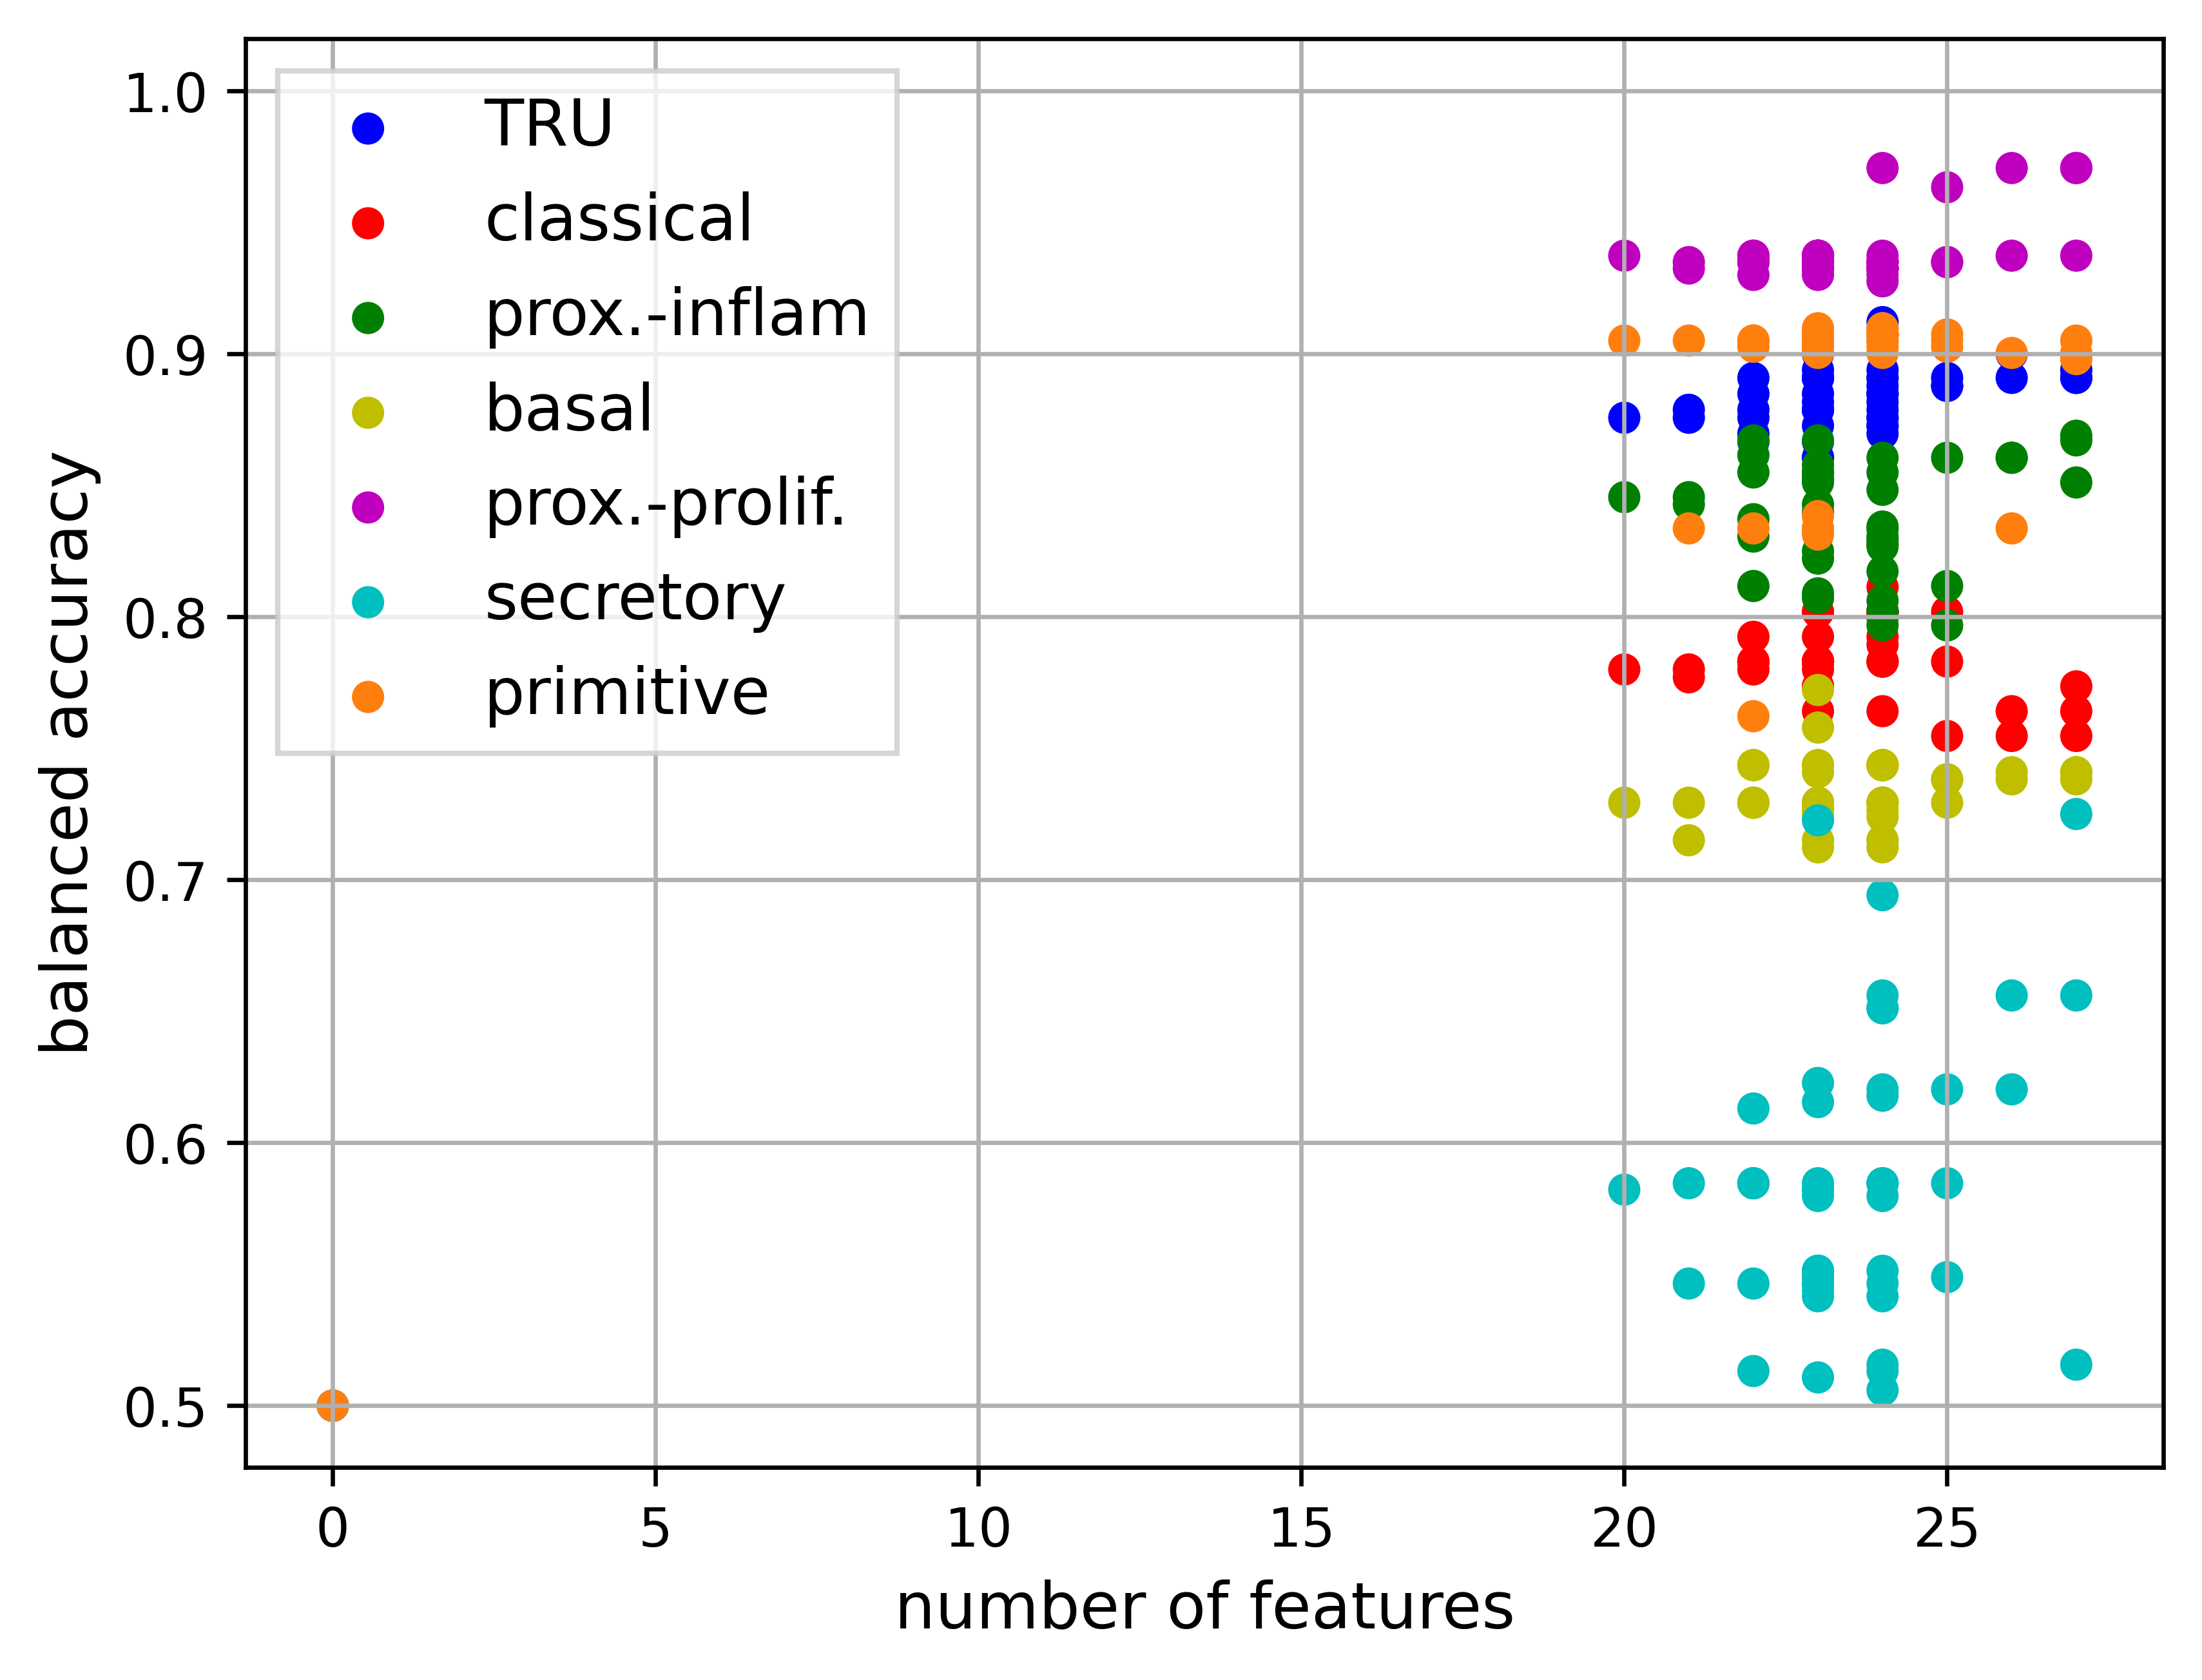 1.0
0.9
0.8
0.7
0.6
0.5
balanced accuracy
TRU
classical
prox.-inflam
basal
prox.-prolif.
secretory
primitive
0 5 10 15 20 25
number of features